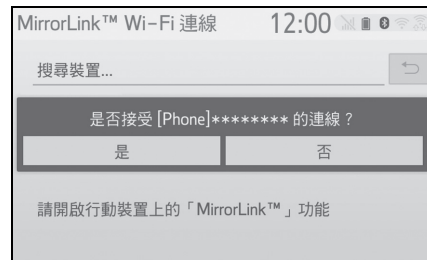 MirrorLink™ Wi-Fi 連線 12:00
搜尋裝置...
是否接受 [Phone]******** 的連線？
是 否
請開啟行動裝置上的「MirrorLink™」功能